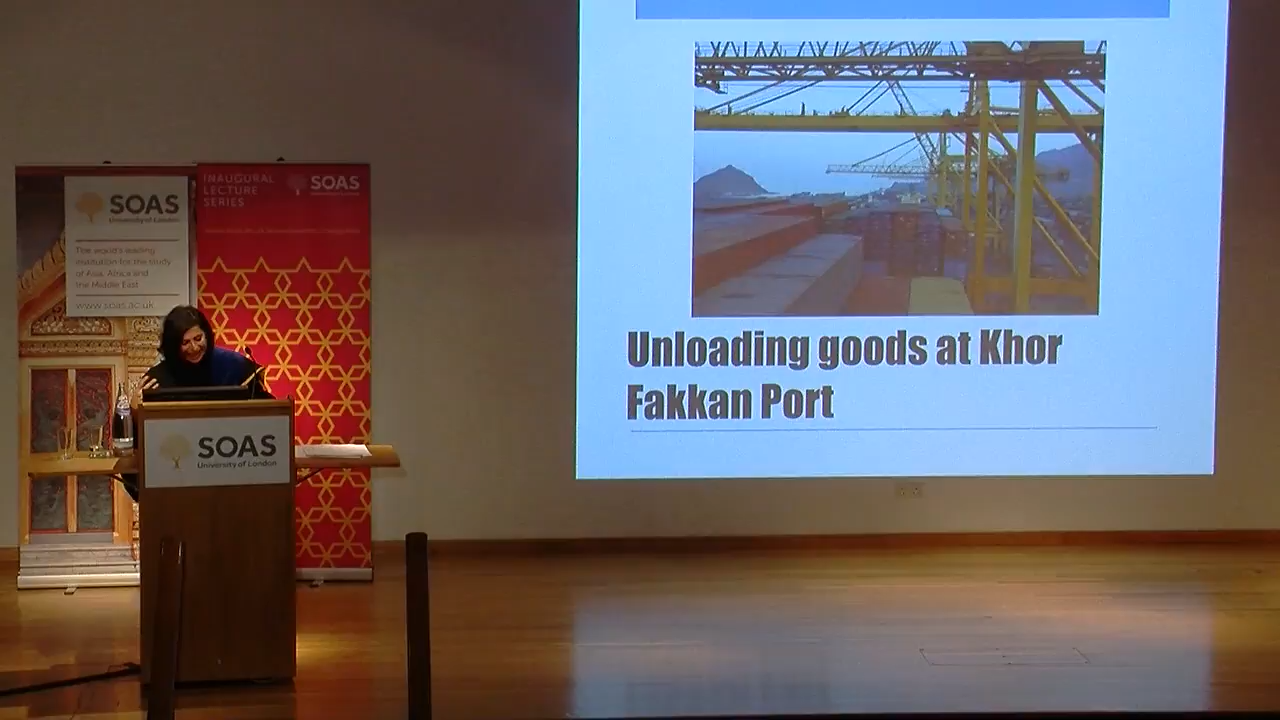 SOAS
University of London
The world's leading
institution for the study
of Asia, Africa and
the Middle East
www.soas.ac.uk
INAUGURAL
LECTURE
SERIES
SOAS
SOAS
University of London
Unloading goods at Khor
Fakkan Port